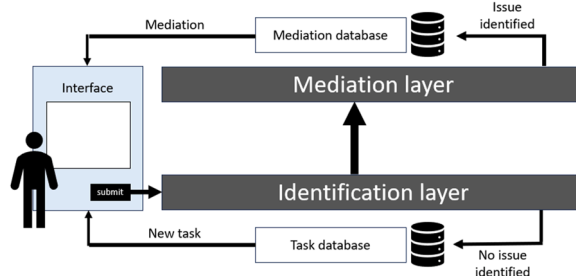 Mediation
Mediation database
Issue
identified
Interface
Mediation layer
submit
Identification layer
New task
Task database
No issue
identified